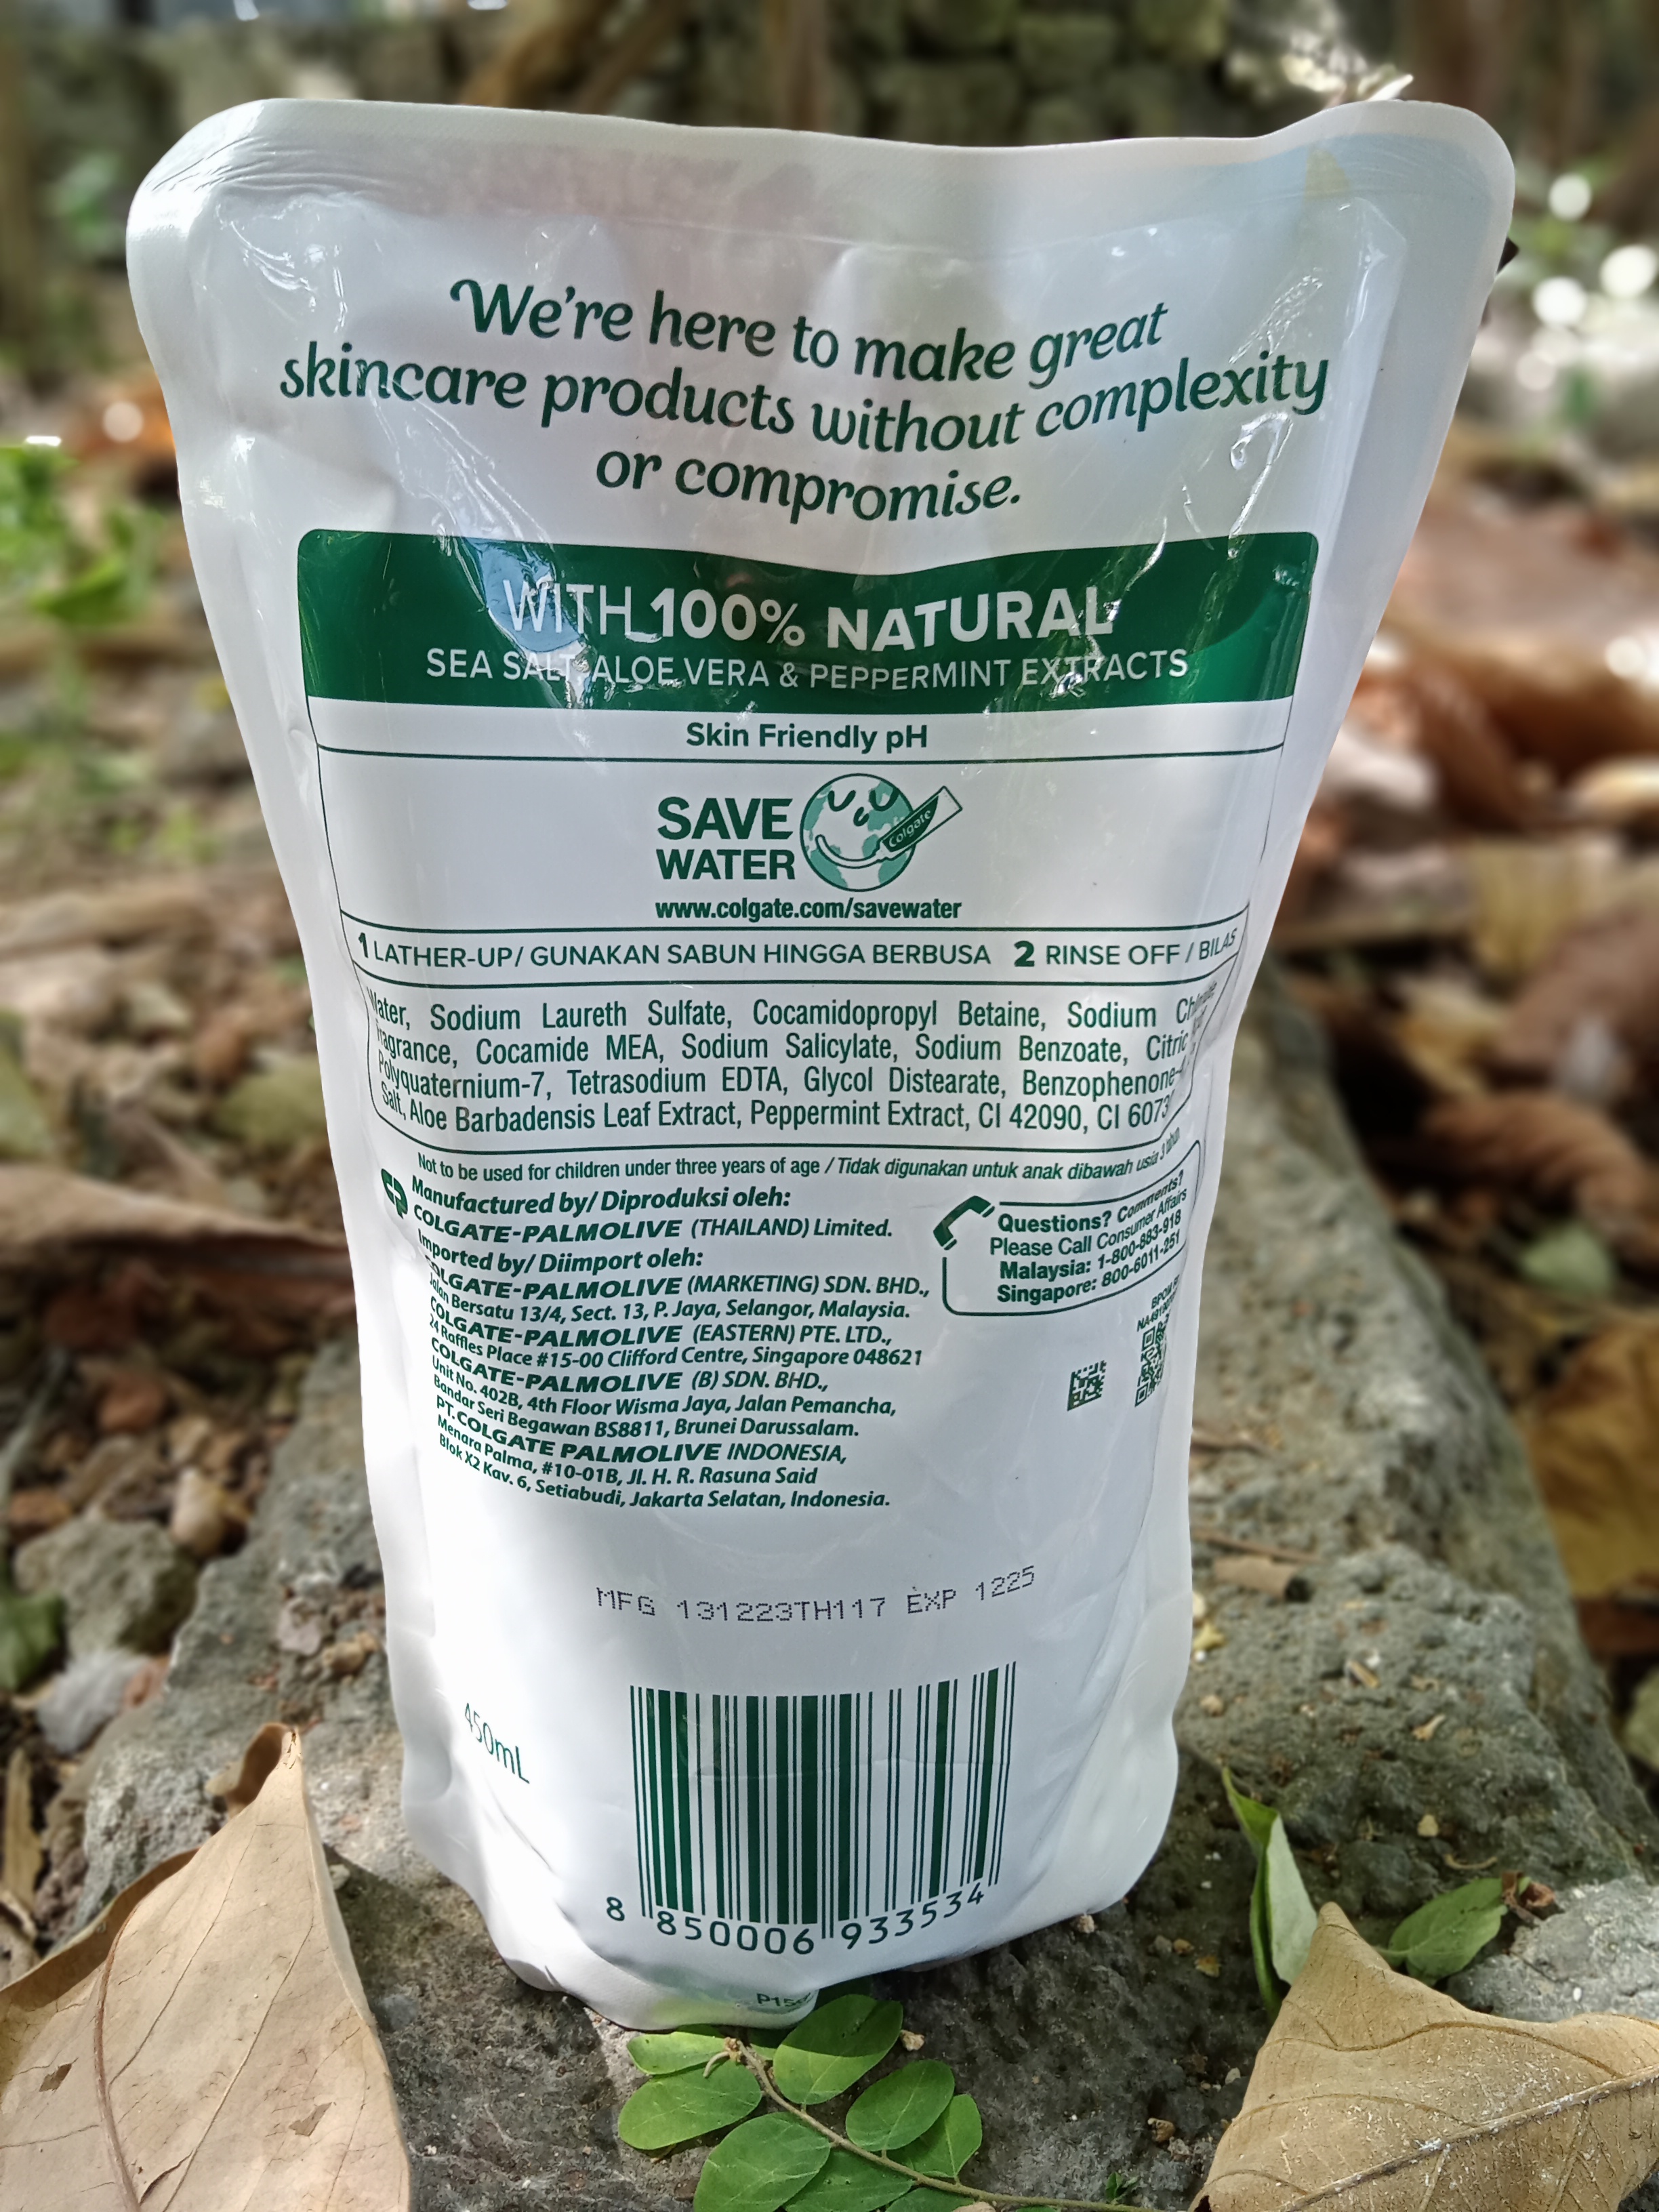 We're here to make great
skincare products without complexity
or compromise.
WITH 100% NATURAL
SEA SALT, ALOE VERA & PEPPERMINT EXTRACTS
Skin Friendly pH
SAVE
WATER
Colgate
www.colgate.com/savewater
1 LATHER-UP/ GUNAKAN SABUN HINGGA BERBUSA 2 RINSE OFF / BILAS
Water, Sodium Laureth Sulfate, Cocamidopropyl Betaine, Sodium
Fragrance, Cocamide MEA, Sodium Salicylate, Sodium Benzoate, Citric
Polyquaternium-7, Tetrasodium EDTA, Glycol Distearate,
Salt, Aloe Barbadensis Leaf Extract, Peppermint Extract, CI 42090, CI
Not to be used for children under three years of age / Tidak digunakan untuk anak dibawah usia 3 tahun
CP
Manufactured by/ Diproduksi oleh:
COLGATE-PALMOLIVE (THAILAND) Limited.
Imported by/ Diimport oleh:
COLGATE-PALMOLIVE (MARKETING) SDN. BHD.,
Jalan Bersatu 13/4, Sect. 13, P. Jaya, Selangor, Malaysia.
COLGATE-PALMOLIVE (EASTERN) PTE. LTD.,
24 Raffles Place #15-00 Clifford Centre, Singapore 048621
COLGATE-PALMOLIVE (B) SDN. BHD.,
Unit No. 402B, 4th Floor Wisma Jaya, Jalan Pemancha,
Bandar Seri Begawan BS8811, Brunei Darussalam.
PT. COLGATE PALMOLIVE INDONESIA,
Menara Palma, #10-01B, Jl. H. R. Rasuna Said
Blok X2 Kav. 6, Setiabudi, Jakarta Selatan, Indonesia.
Questions? Comments?
Please Call Consumer Affairs
Malaysia: 1-800-883-918
Singapore: 800-6011-251
BPOM
MFG 131223TH117 EXP 1225
450mL
8 850006 933534